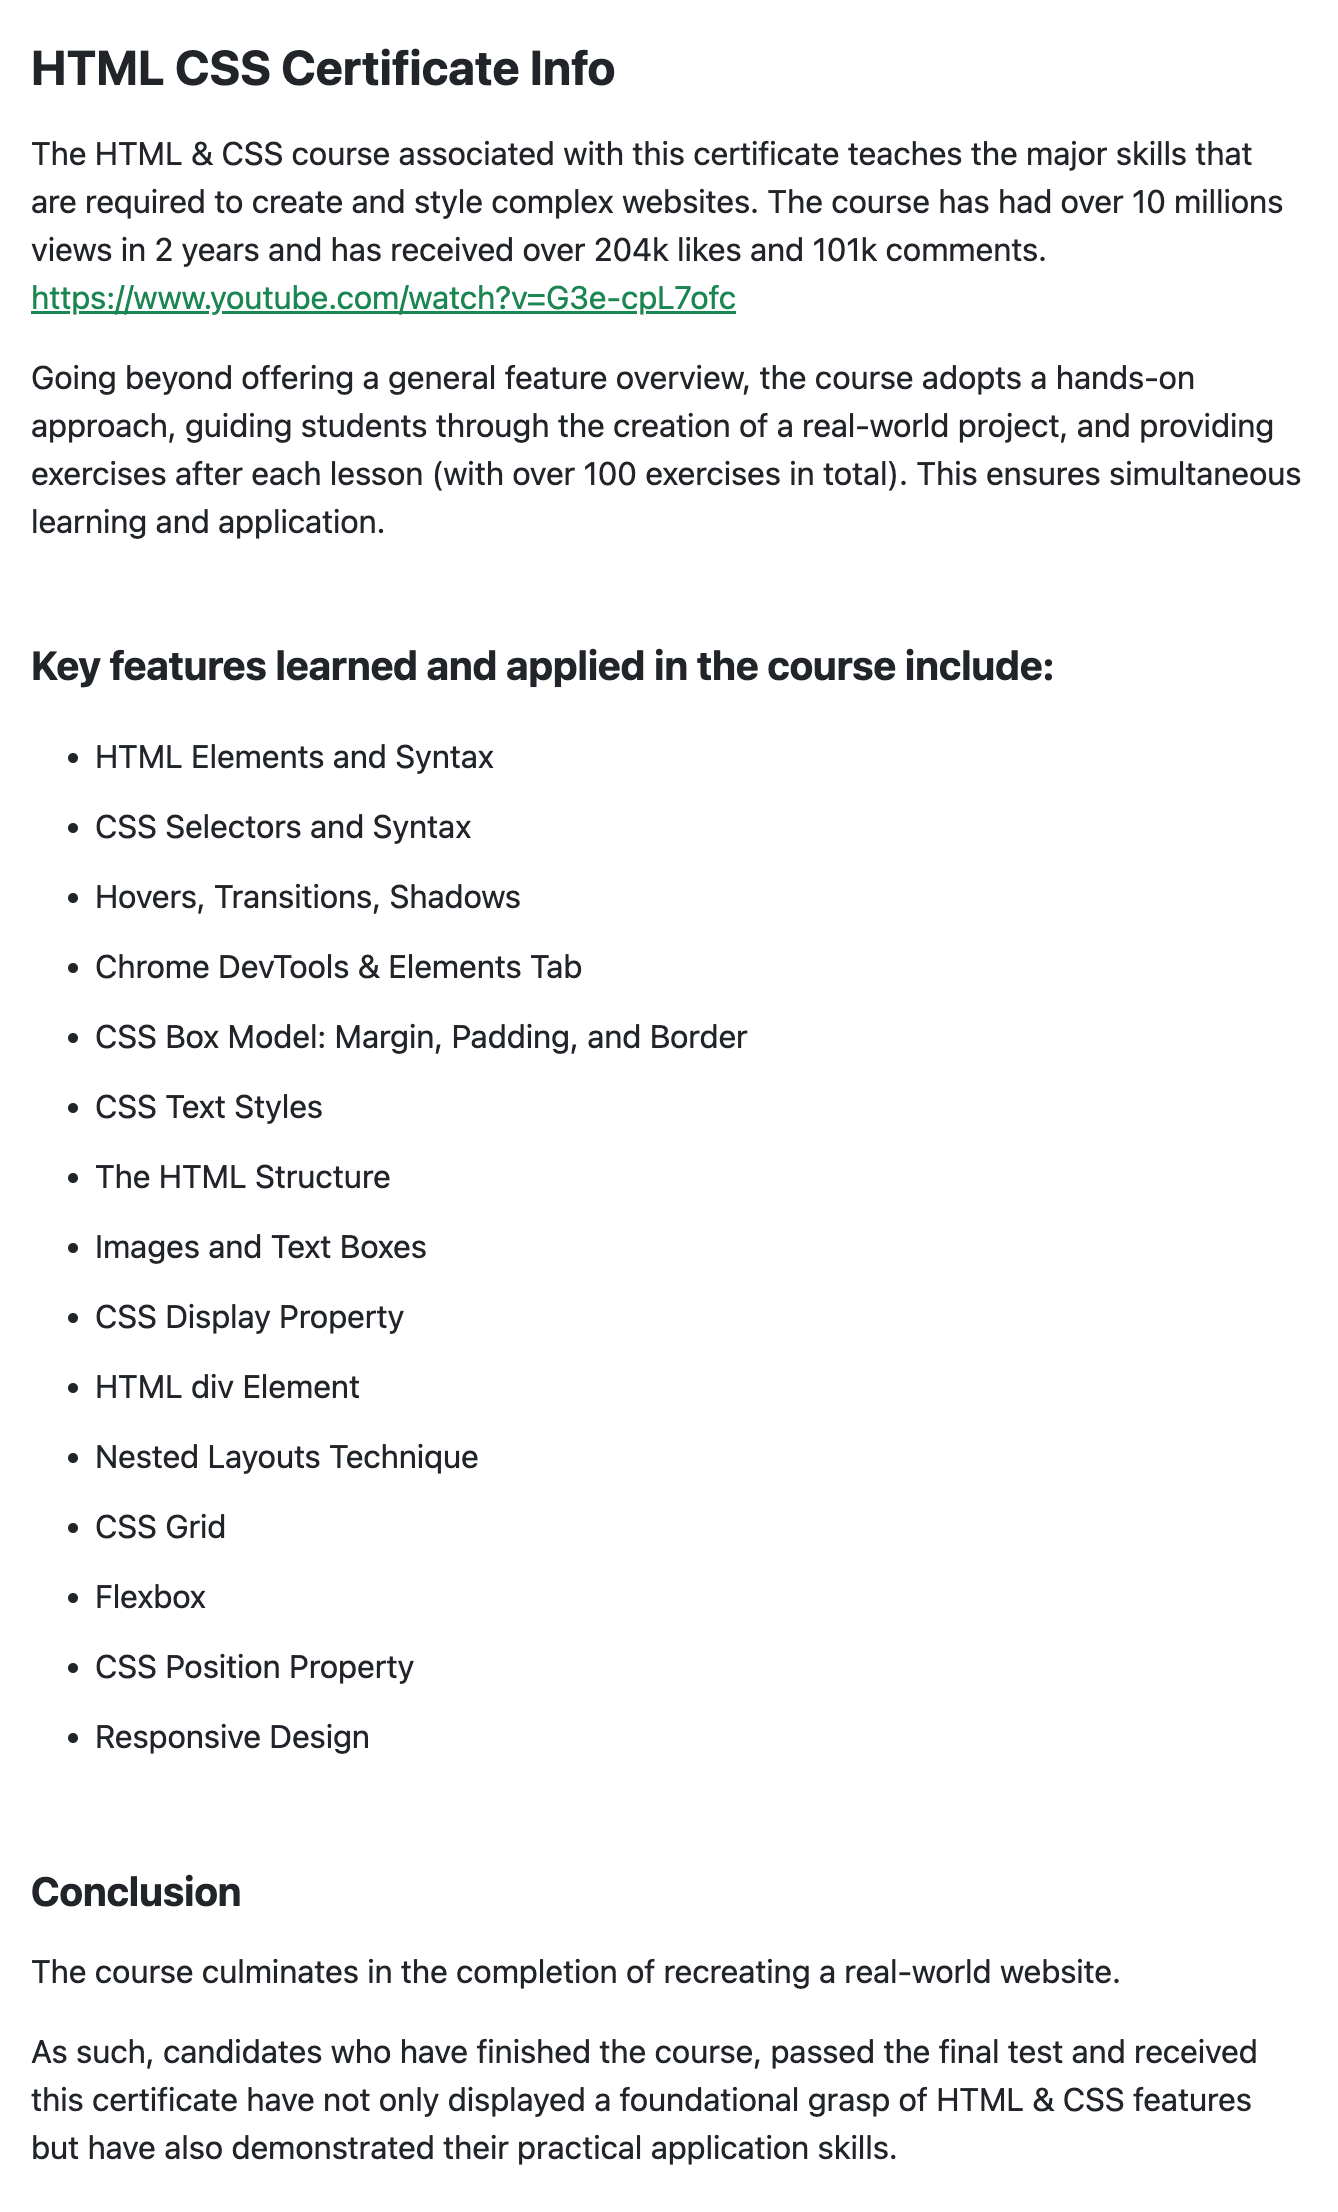 HTML CSS Certificate Info
The HTML & CSS course associated with this certificate teaches the major skills that
are required to create and style complex websites. The course has had over 10 millions
views in 2 years and has received over 204k likes and 101k comments.
https://www.youtube.com/watch?v=G3e-cpL7ofc
Going beyond offering a general feature overview, the course adopts a hands-on
approach, guiding students through the creation of a real-world project, and providing
exercises after each lesson (with over 100 exercises in total). This ensures simultaneous
learning and application.
Key features learned and applied in the course include:
• HTML Elements and Syntax
• CSS Selectors and Syntax
• Hovers, Transitions, Shadows
• Chrome DevTools & Elements Tab
• CSS Box Model: Margin, Padding, and Border
• CSS Text Styles
• The HTML Structure
• Images and Text Boxes
• CSS Display Property
• HTML div Element
• Nested Layouts Technique
• CSS Grid
• Flexbox
• CSS Position Property
• Responsive Design
Conclusion
The course culminates in the completion of recreating a real-world website.
As such, candidates who have finished the course, passed the final test and received
this certificate have not only displayed a foundational grasp of HTML & CSS features
but have also demonstrated their practical application skills.